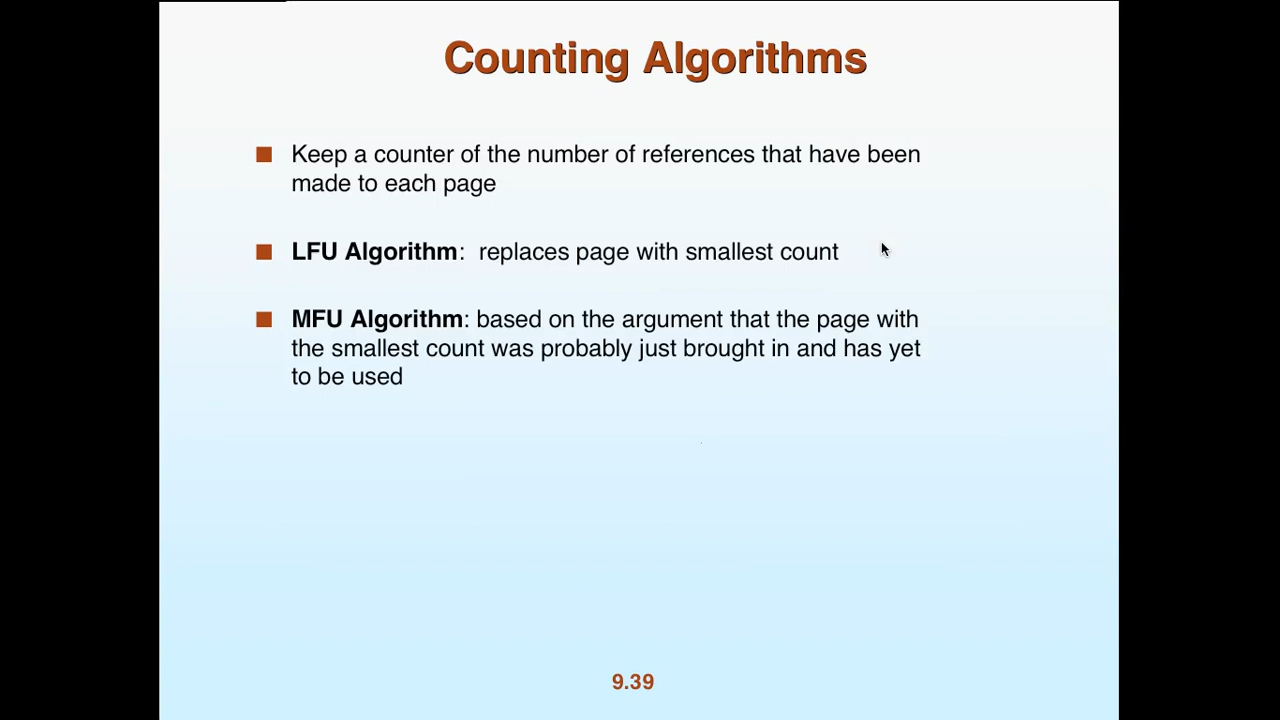 Counting Algorithms
Keep a counter of the number of references that have been
made to each page
LFU Algorithm:  replaces page with smallest count
MFU Algorithm: based on the argument that the page with
the smallest count was probably just brought in and has yet
to be used
9.39